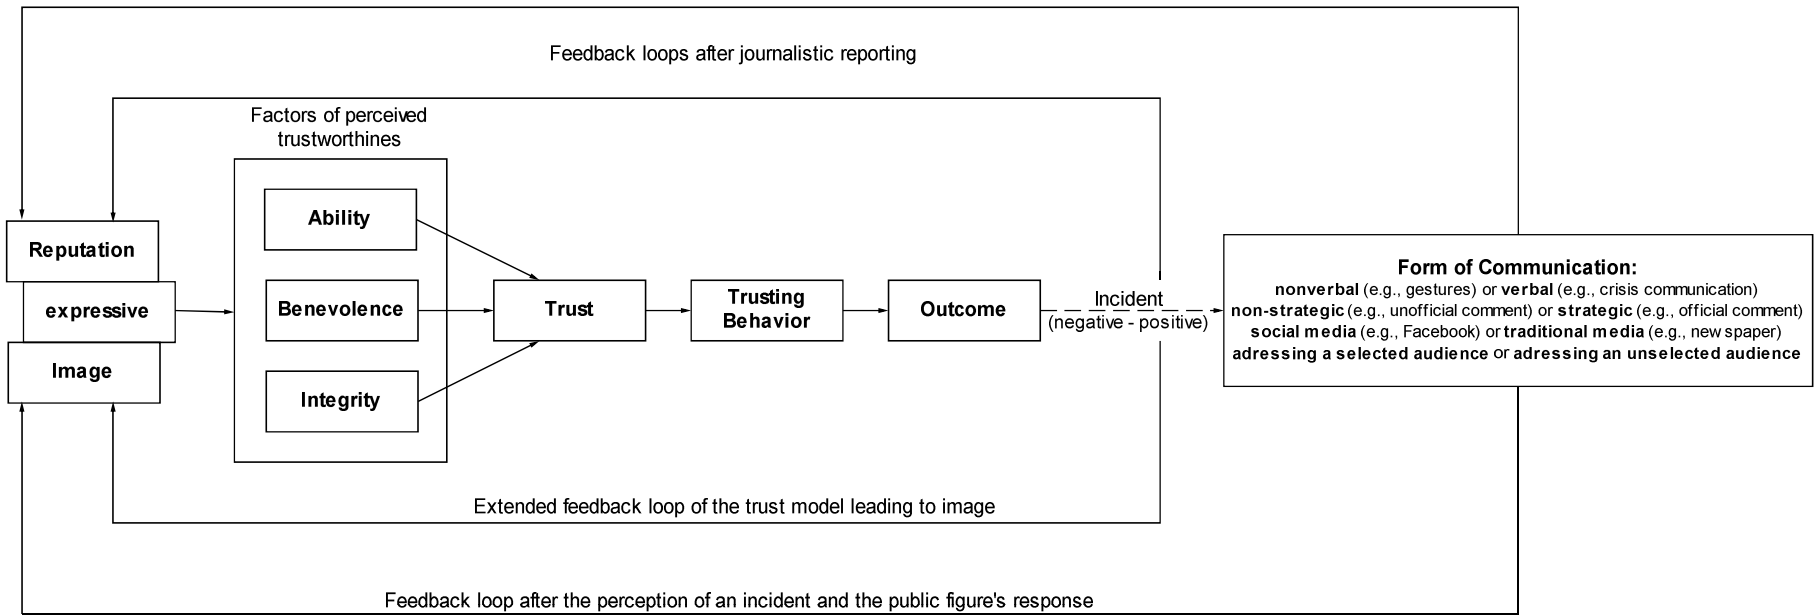 Feedback loops after journalistic reporting
Factors of perceived
trustworthines
Ability
Reputation
expressive
Image
Benevolence
Integrity
Trust
Trusting
Behavior
Outcome
Incident
(negative - positive)
Form of Communication:
nonverbal (e.g., gestures) or verbal (e.g., crisis communication)
non-strategic (e.g., unofficial comment) or strategic (e.g., official comment)
social media (e.g., Facebook) or traditional media (e.g., new spaper)
adressing a selected audience or adressing an unselected audience
Extended feedback loop of the trust model leading to image
Feedback loop after the perception of an incident and the public figure's response